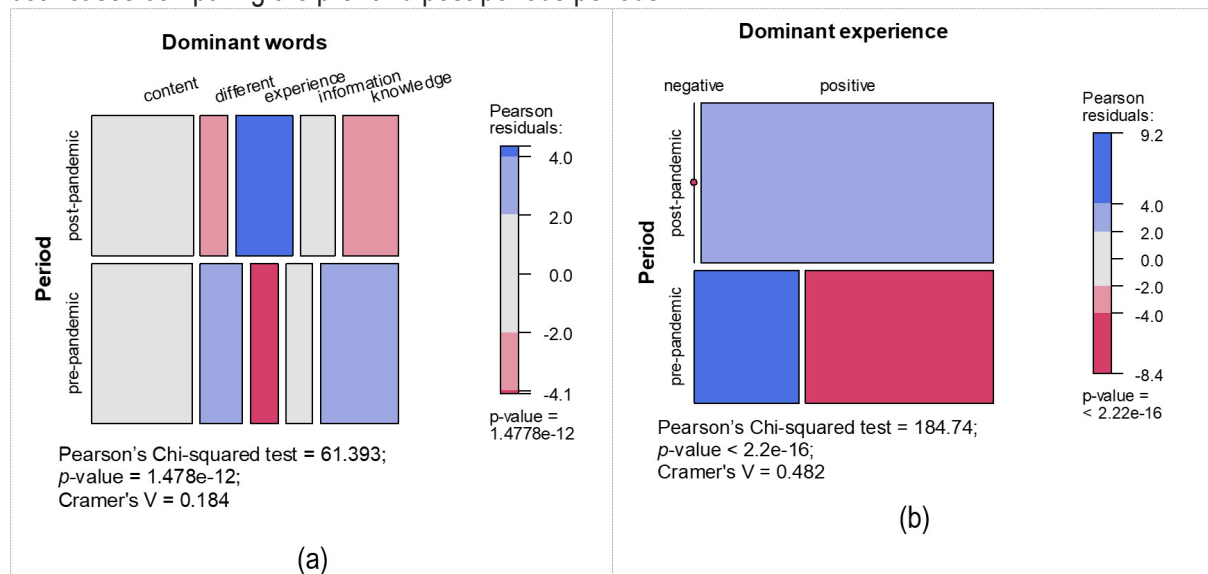 Dominant words
content
different
experience
information
knowledge
post-pandemic
pre-pandemic
Period
Pearson
residuals:
4.0
2.0
0.0
-2.0
-4.1
p-value =
1.4778e-12
Pearson's Chi-squared test = 61.393;
p-value = 1.478e-12;
Cramer's V = 0.184
(a)
Dominant experience
negative
positive
post-pandemic
pre-pandemic
Period
Pearson
residuals:
9.2
4.0
2.0
0.0
-2.0
-4.0
-8.4
p-value =
< 2.22e-16
Pearson's Chi-squared test = 184.74;
p-value < 2.2e-16;
Cramer's V = 0.482
(b)